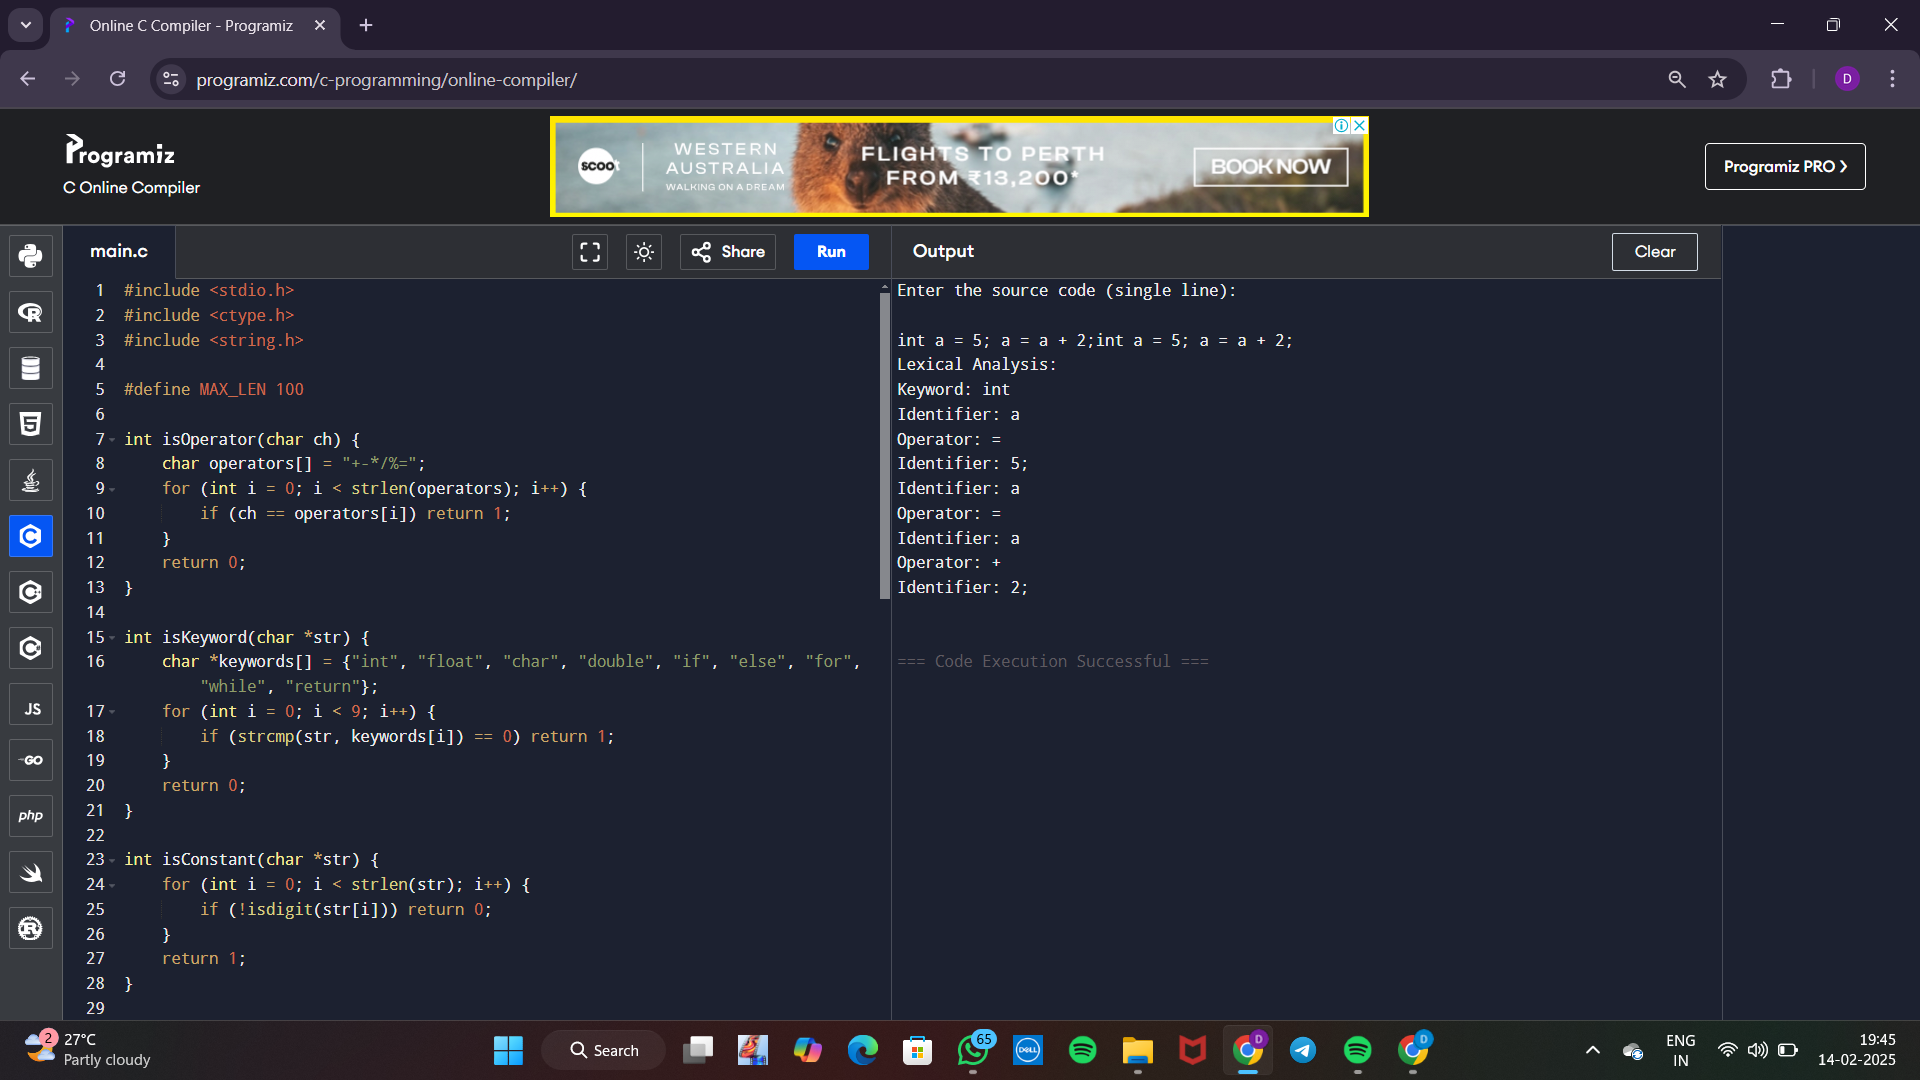 Online C Compiler - Programiz
programiz.com/c-programming/online-compiler/
D
Programiz
C Online Compiler
scoot
WESTERN
AUSTRALIA
WALKING ON A DREAM
FLIGHTS TO PERTH
FROM ₹13,200*
BOOK NOW
Programiz PRO ❯
main.c
Share
Run
Output
Clear
1 #include <stdio.h>
2 #include <ctype.h>
3 #include <string.h>
4
5 #define MAX_LEN 100
6
7 int isOperator(char ch) {
8 char operators[] = "+-*/%=";
9 for (int i = 0; i < strlen(operators); i++) {
10 if (ch == operators[i]) return 1;
11 }
12 return 0;
13 }
14
15 int isKeyword(char *str) {
16 char *keywords[] = {"int", "float", "char", "double", "if", "else", "for",
"while", "return"};
17 for (int i = 0; i < 9; i++) {
18 if (strcmp(str, keywords[i]) == 0) return 1;
19 }
20 return 0;
21 }
22
23 int isConstant(char *str) {
24 for (int i = 0; i < strlen(str); i++) {
25 if (!isdigit(str[i])) return 0;
26 }
27 return 1;
28 }
29
Enter the source code (single line):
int a = 5; a = a + 2;int a = 5; a = a + 2;
Lexical Analysis:
Keyword: int
Identifier: a
Operator: =
Identifier: 5;
Identifier: a
Operator: =
Identifier: a
Operator: +
Identifier: 2;
=== Code Execution Successful ===
R
5
C
C
C
JS
GO
php
R
2
27°C
Partly cloudy
Search
65
DELL
D
D
ENG
IN
19:45
14-02-2025